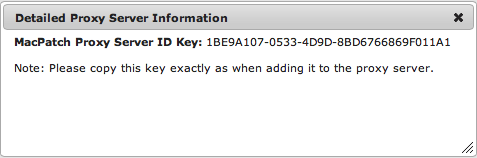 Detailed Proxy Server Information
MacPatch Proxy Server ID Key: 1BE9A107-0533-4D9D-8BD6766869F011A1
Note: Please copy this key exactly as when adding it to the proxy server.